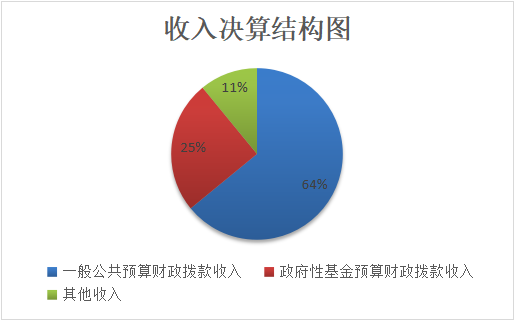 收入决算结构图
11%
25%
64%
一般公共预算财政拨款收入
政府性基金预算财政拨款收入
其他收入